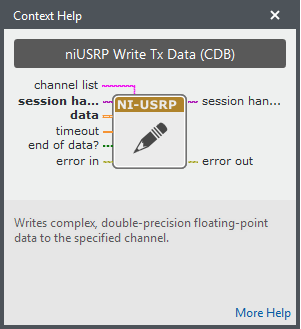 Context Help
niUSRP Write Tx Data (CDB)
channel list
session ha...
data
timeout
end of data?
error in
NI-USRP
session han...
error out
Writes complex, double-precision floating-point
data to the specified channel.
More Help